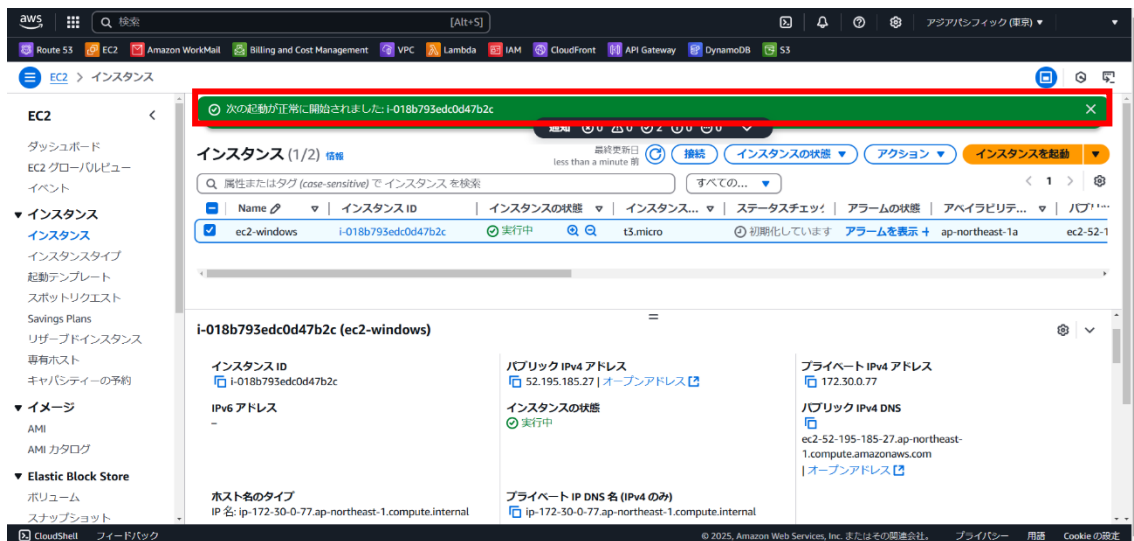 aws
検索
[Alt+S]
アジアパシフィック (東京)
Route 53 EC2 Amazon WorkMail Billing and Cost Management VPC Lambda IAM CloudFront API Gateway DynamoDB S3
EC2 > インスタンス
次の起動が正常に開始されました: i-018b793edc0d47b2c
通知 0 0 2 0 0
EC2
ダッシュボード
EC2 グローバルビュー
イベント
インスタンス
インスタンス
インスタンスタイプ
起動テンプレート
スポットリクエスト
Savings Plans
リザーブドインスタンス
専有ホスト
キャパシティーの予約
イメージ
AMI
AMI カタログ
Elastic Block Store
ボリューム
スナップショット
インスタンス (1/2) 情報
最終更新日
less than a minute 前
接続
インスタンスの状態
アクション
インスタンスを起動
属性またはタグ (case-sensitive) で インスタンス を検索
すべての...
1
Name インスタンス ID インスタンスの状態 インスタンス... ステータスチェック アラームの状態 アベイラビリテ... パブリ...
ec2-windows i-018b793edc0d47b2c 実行中 t3.micro 初期化しています アラームを表示 + ap-northeast-1a ec2-52-1
i-018b793edc0d47b2c (ec2-windows)
インスタンス ID
i-018b793edc0d47b2c
パブリック IPv4 アドレス
52.195.185.27 | オープンアドレス
プライベート IPv4 アドレス
172.30.0.77
IPv6 アドレス
–
インスタンスの状態
実行中
パブリック IPv4 DNS
ec2-52-195-185-27.ap-northeast-
1.compute.amazonaws.com
| オープンアドレス
ホスト名のタイプ
IP 名: ip-172-30-0-77.ap-northeast-1.compute.internal
プライベート IP DNS 名 (IPv4 のみ)
ip-172-30-0-77.ap-northeast-1.compute.internal
CloudShell フィードバック
© 2025, Amazon Web Services, Inc. またはその関連会社。 プライバシー 用語 Cookie の設定